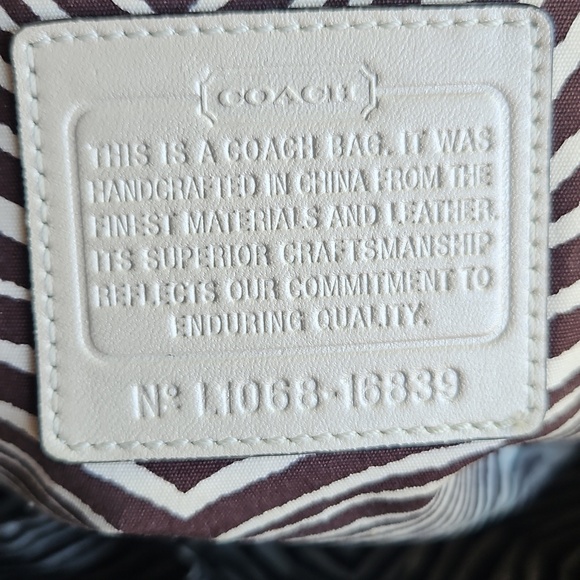 COACH
THIS IS A COACH BAG. IT WAS
HANDCRAFTED IN CHINA FROM THE
FINEST MATERIALS AND LEATHER.
ITS SUPERIOR CRAFTSMANSHIP
REFLECTS OUR COMMITMENT TO
ENDURING QUALITY.
Nº L1068-16839